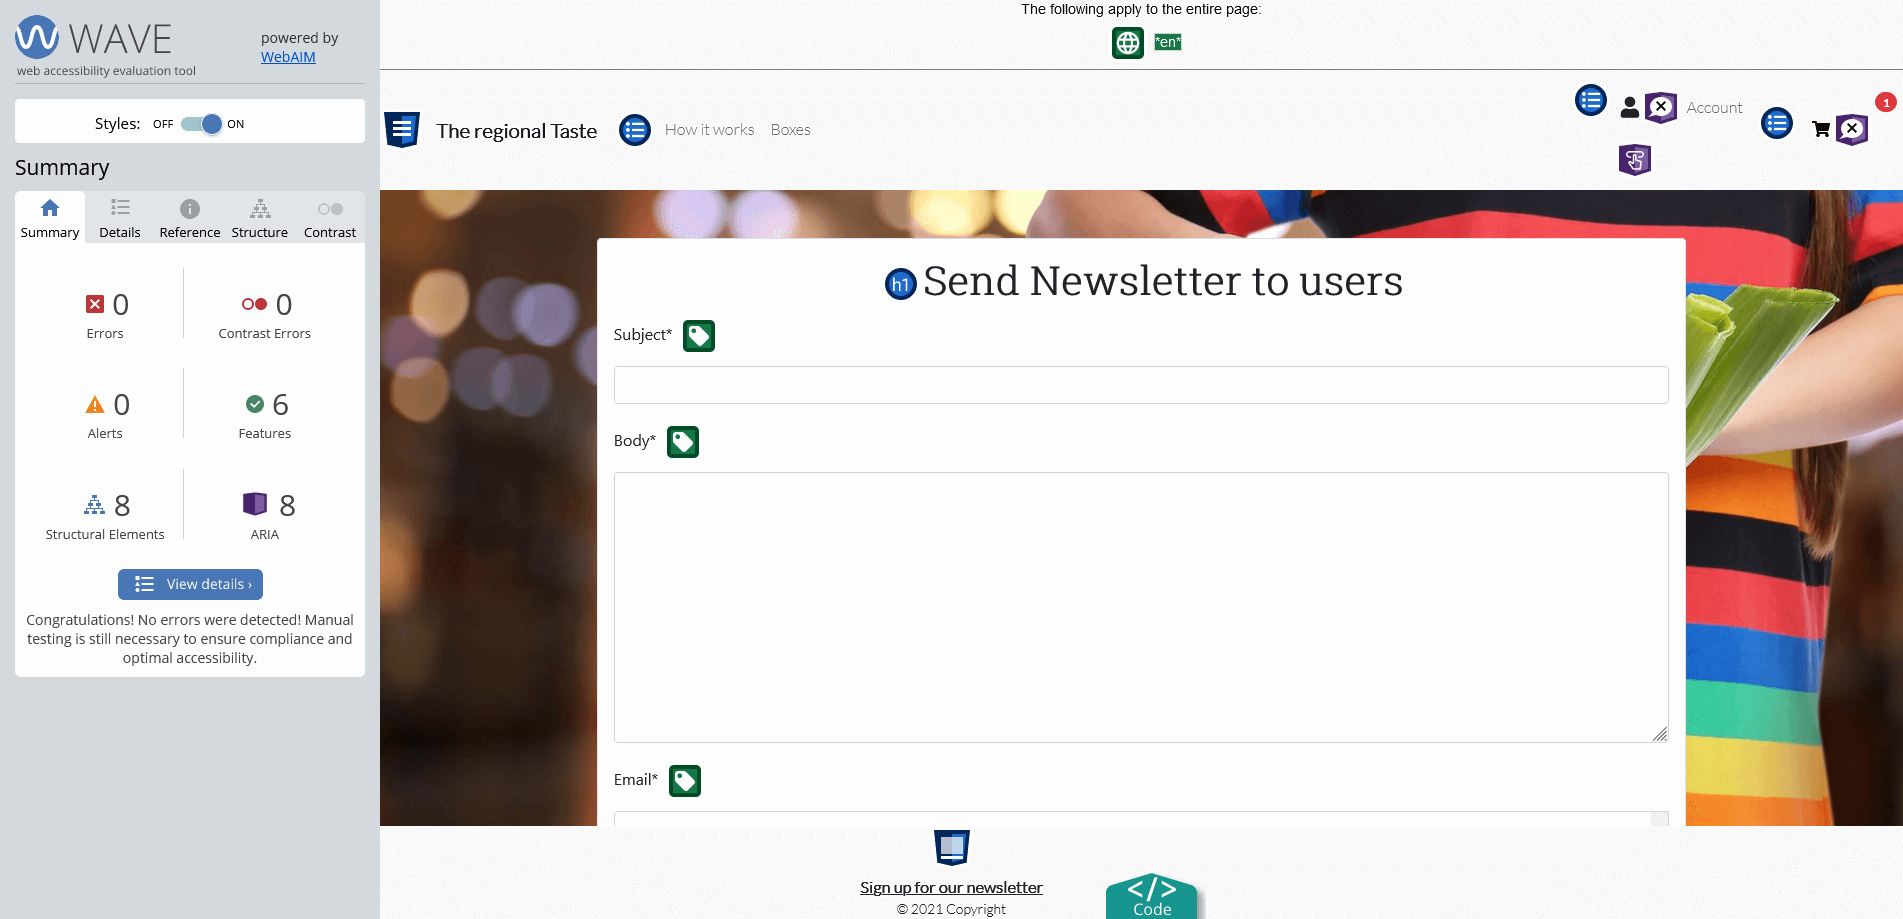 WAVE
web accessibility evaluation tool
powered by
WebAIM
Styles: OFF ON
Summary
Summary Details Reference Structure Contrast
0
Errors
0
Contrast Errors
0
Alerts
6
Features
8
Structural Elements
8
ARIA
View details ›
Congratulations! No errors were detected! Manual
testing is still necessary to ensure compliance and
optimal accessibility.
The following apply to the entire page:
*en*
The regional Taste
How it works Boxes
Account
1
h1 Send Newsletter to users
Subject*
Body*
Email*
Sign up for our newsletter
© 2021 Copyright
</>
Code